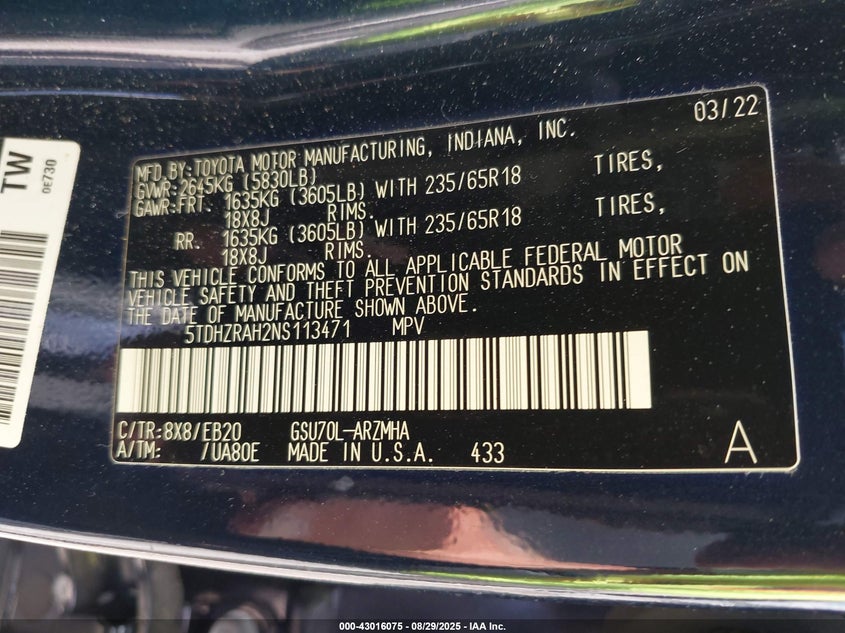 03/22
MFD.BY:TOYOTA MOTOR MANUFACTURING, INDIANA, INC.
GVWR:2645KG (5830LB)
GAWR:FRT. 1635KG (3605LB) WITH 235/65R18 TIRES,
18X8J RIMS.
RR. 1635KG (3605LB) WITH 235/65R18 TIRES,
18X8J RIMS.
THIS VEHICLE CONFORMS TO ALL APPLICABLE FEDERAL MOTOR
VEHICLE SAFETY AND THEFT PREVENTION STANDARDS IN EFFECT ON
THE DATE OF MANUFACTURE SHOWN ABOVE.
5TDHZRAH2NS113471 MPV
C/TR:8X8/EB20 GSU70L-ARZMHA
A/TM: /UA80E MADE IN U.S.A. 433
A
TW
0E730
000-43016075 - 08/29/2025 - IAA Inc.